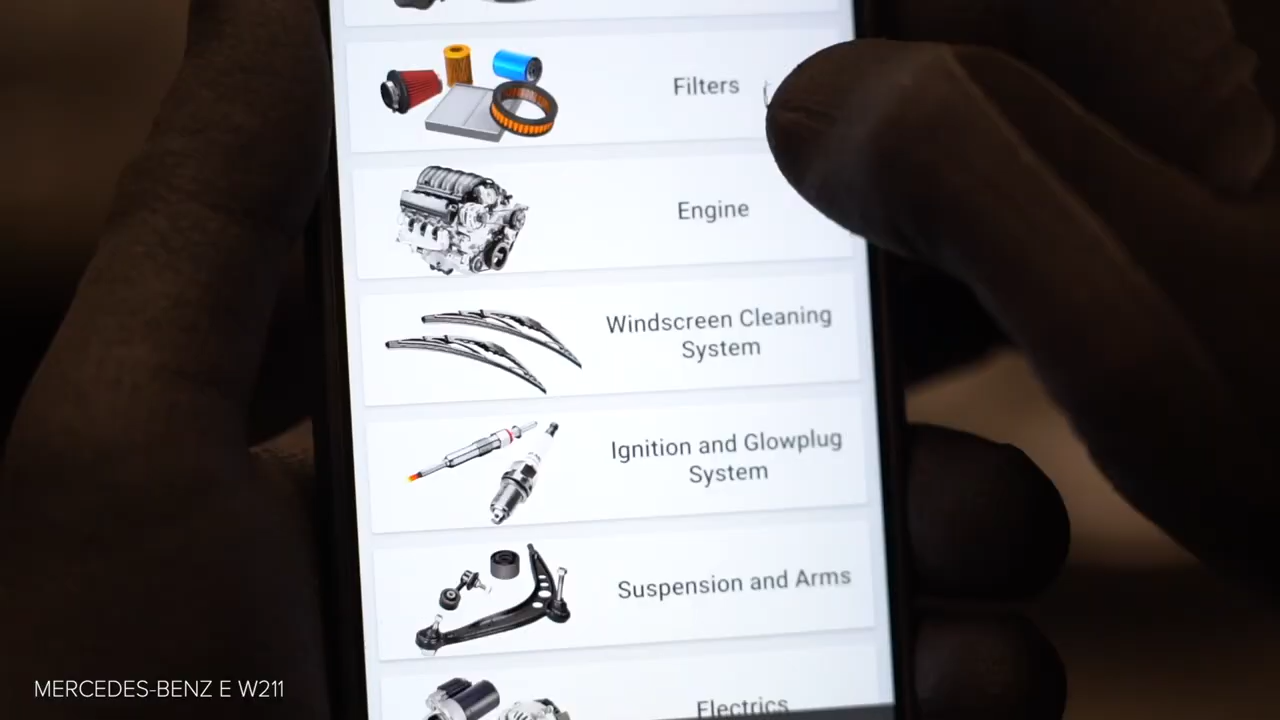 Filters
Engine
Windscreen Cleaning
System
Ignition and Glowplug
System
Suspension and Arms
Electrics
MERCEDES-BENZ E W211